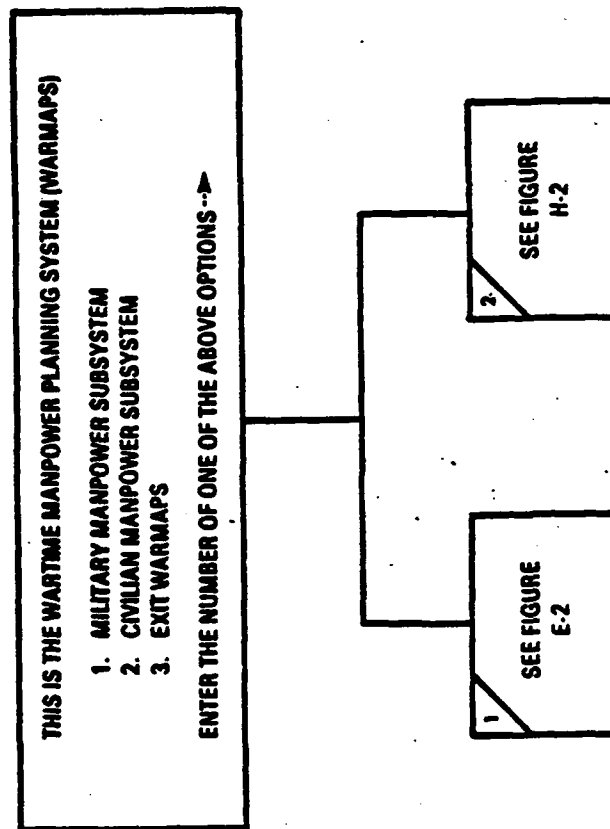 THIS IS THE WARTIME MANPOWER PLANNING SYSTEM (WARMAPS)
1. MILITARY MANPOWER SUBSYSTEM
2. CIVILIAN MANPOWER SUBSYSTEM
3. EXIT WARMAPS
ENTER THE NUMBER OF ONE OF THE ABOVE OPTIONS --➤
1
SEE FIGURE
E-2
2
SEE FIGURE
H-2